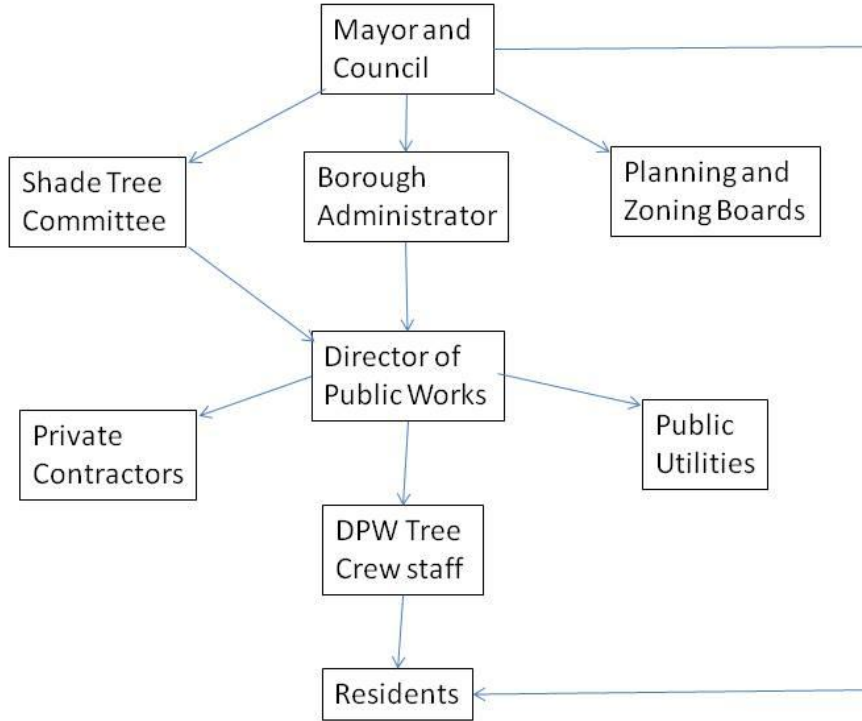 Mayor and
Council
Shade Tree
Committee
Borough
Administrator
Planning and
Zoning Boards
Director of
Public Works
Private
Contractors
Public
Utilities
DPW Tree
Crew staff
Residents